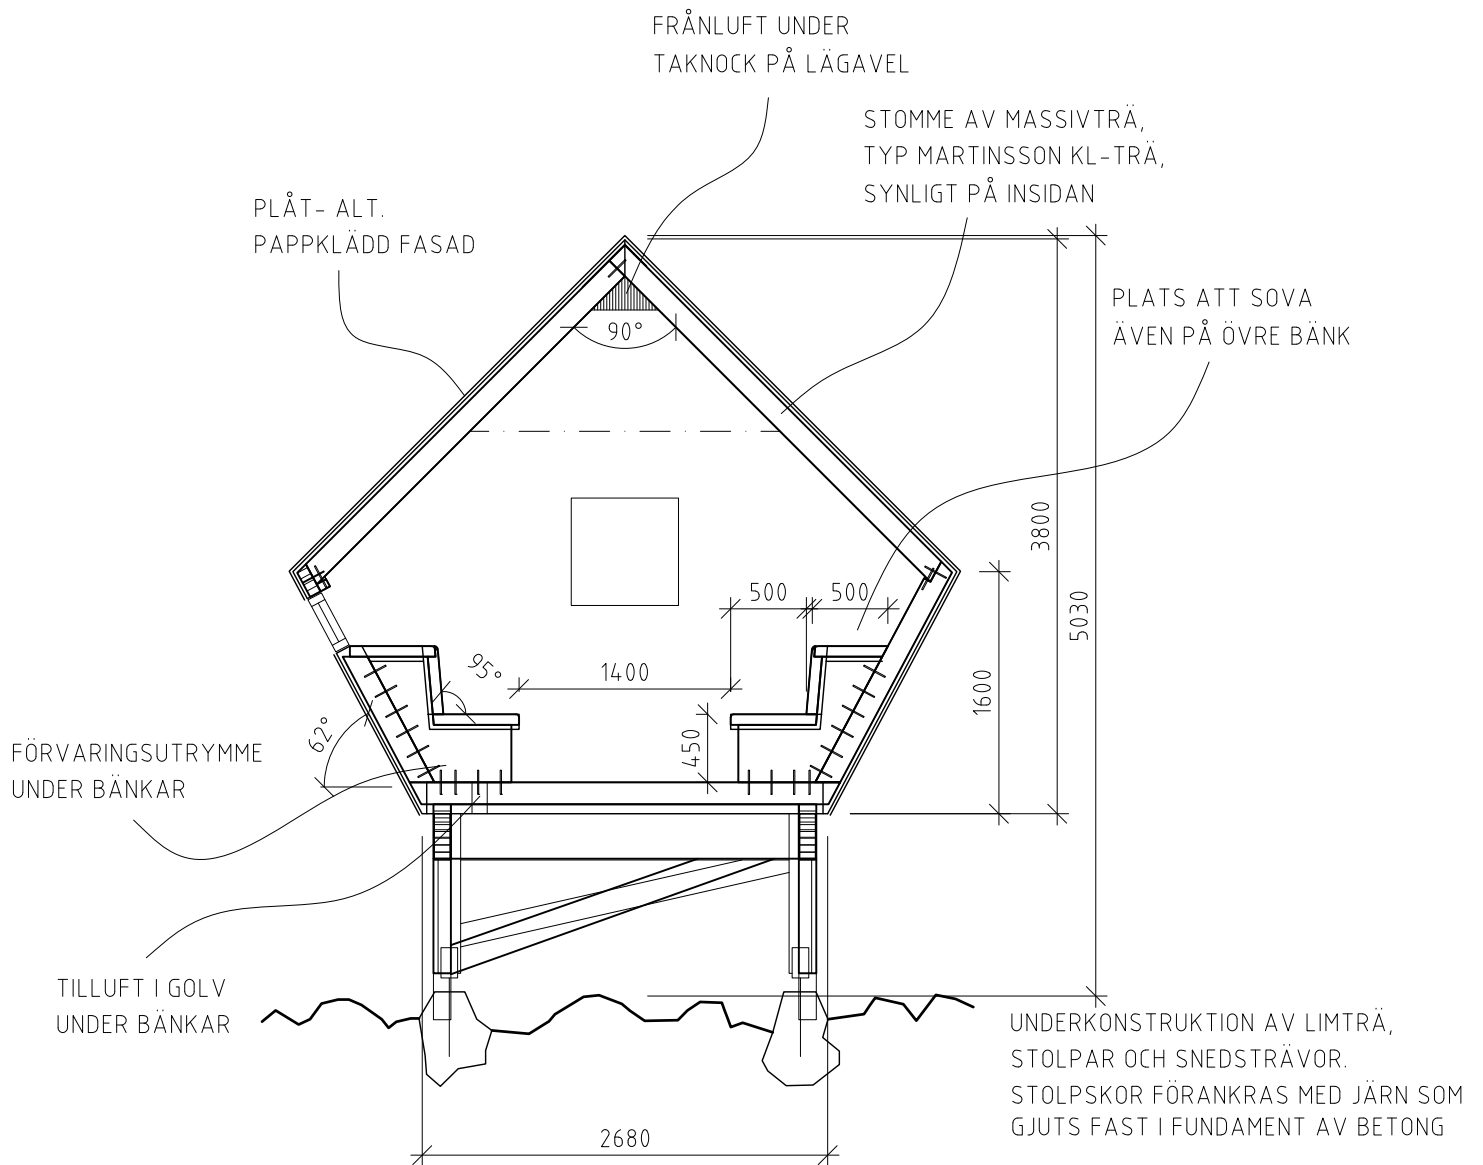 FRÅNLUFT UNDER
TAKNOCK PÅ LÄGAVEL
STOMME AV MASSIVTRÄ,
TYP MARTINSSON KL-TRÄ,
SYNLIGT PÅ INSIDAN
PLÅT- ALT.
PAPPKLÄDD FASAD
PLATS ATT SOVA
ÄVEN PÅ ÖVRE BÄNK
90°
3800
500
500
5030
95°
1400
1600
62°
450
FÖRVARINGSUTRYMME
UNDER BÄNKAR
TILLUFT I GOLV
UNDER BÄNKAR
UNDERKONSTRUKTION AV LIMTRÄ,
STOLPAR OCH SNEDSTRÄVOR.
STOLPSKOR FÖRANKRAS MED JÄRN SOM
GJUTS FAST I FUNDAMENT AV BETONG
2680